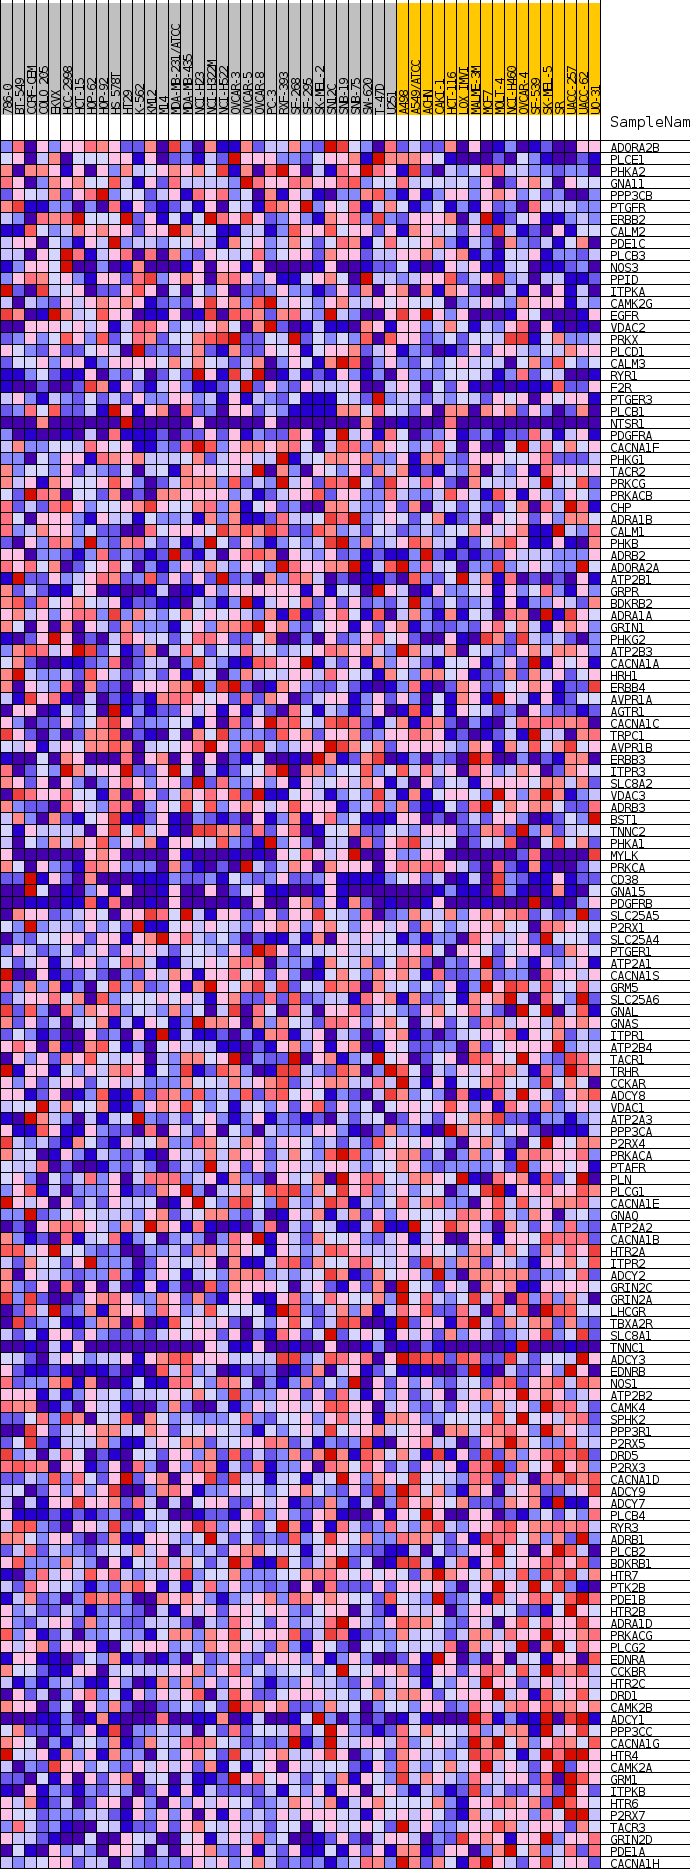 786-0
BT-549
CCRF-CEM
COLO 205
EKVX
HCC-2998
HCT-15
HOP-62
HOP-92
HS 578T
HT29
K-562
KM12
M14
MDA-MB-231/ATCC
MDA-MB-435
NCI-H23
NCI-H322M
NCI-H522
OVCAR-3
OVCAR-5
OVCAR-8
PC-3
RXF-393
SF-268
SF-295
SK-MEL-2
SN12C
SNB-19
SNB-75
SW-620
T-47D
U251
A498
A549/ATCC
ACHN
CAKI-1
HCT-116
LOX IMVI
MALME-3M
MCF7
MOLT-4
NCI-H460
OVCAR-4
SF-539
SK-MEL-5
SR
UACC-257
UACC-62
UO-31
SampleNam
ADORA2B
PLCE1
PHKA2
GNA11
PPP3CB
PTGFR
ERBB2
CALM2
PDE1C
PLCB3
NOS3
PPID
ITPKA
CAMK2G
EGFR
VDAC2
PRKX
PLCD1
CALM3
RYR1
F2R
PTGER3
PLCB1
NTSR1
PDGFRA
CACNA1F
PHKG1
TACR2
PRKCG
PRKACB
CHP
ADRA1B
CALM1
PHKB
ADRB2
ADORA2A
ATP2B1
GRPR
BDKRB2
ADRA1A
GRIN1
PHKG2
ATP2B3
CACNA1A
HRH1
ERBB4
AVPR1A
AGTR1
CACNA1C
TRPC1
AVPR1B
ERBB3
ITPR3
SLC8A2
VDAC3
ADRB3
BST1
TNNC2
PHKA1
MYLK
PRKCA
CD38
GNA15
PDGFRB
SLC25A5
P2RX1
SLC25A4
PTGER1
ATP2A1
CACNA1S
GRM5
SLC25A6
GNAL
GNAS
ITPR1
ATP2B4
TACR1
TRHR
CCKAR
ADCY8
VDAC1
ATP2A3
PPP3CA
P2RX4
PRKACA
PTAFR
PLN
PLCG1
CACNA1E
GNAQ
ATP2A2
CACNA1B
HTR2A
ITPR2
ADCY2
GRIN2C
GRIN2A
LHCGR
TBXA2R
SLC8A1
TNNC1
ADCY3
EDNRB
NOS1
ATP2B2
CAMK4
SPHK2
PPP3R1
P2RX5
DRD5
P2RX3
CACNA1D
ADCY9
ADCY7
PLCB4
RYR3
ADRB1
PLCB2
BDKRB1
HTR7
PTK2B
PDE1B
HTR2B
ADRA1D
PRKACG
PLCG2
EDNRA
CCKBR
HTR2C
DRD1
CAMK2B
ADCY1
PPP3CC
CACNA1G
HTR4
CAMK2A
GRM1
ITPKB
HTR6
P2RX7
TACR3
GRIN2D
PDE1A
CACNA1H